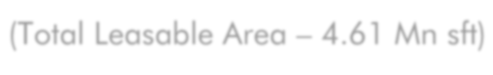 (Total Leasable Area – 4.61 Mn sft)